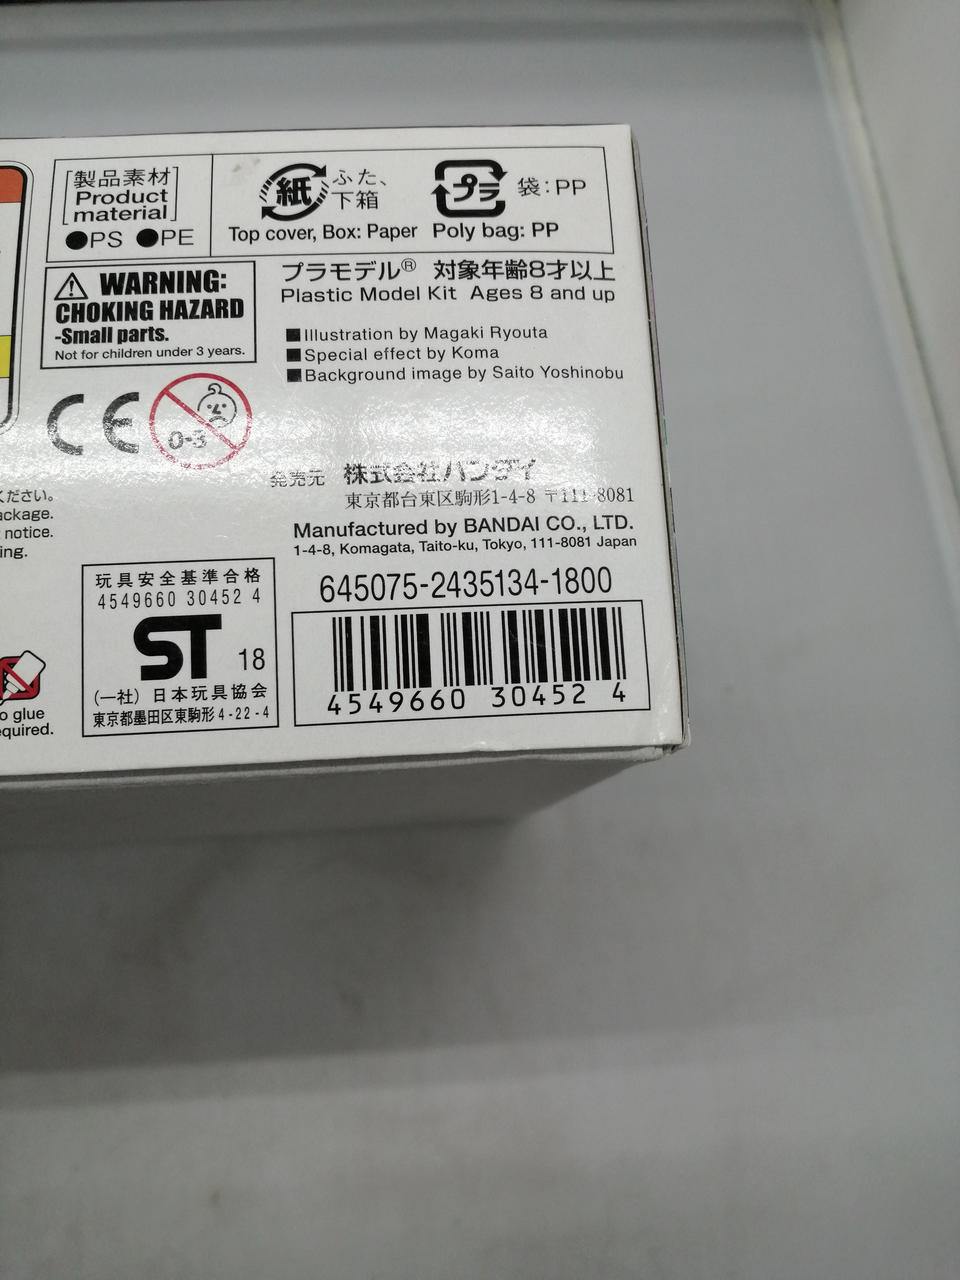 [製品素材]
Product
material
●PS ●PE
紙 ふた、
下箱
Top cover, Box: Paper
プラ 袋:PP
Poly bag: PP
WARNING:
CHOKING HAZARD
-Small parts.
Not for children under 3 years.
プラモデル® 対象年齢8才以上
Plastic Model Kit Ages 8 and up
■Illustration by Magaki Ryouta
■Special effect by Koma
■Background image by Saito Yoshinobu
CE
0-3
ください。
ackage.
notice.
ing.
発売元 株式会社バンダイ
東京都台東区駒形1-4-8 〒111-8081
Manufactured by BANDAI CO., LTD.
1-4-8, Komagata, Taito-ku, Tokyo, 111-8081 Japan
玩具安全基準合格
4549660 30452 4
ST 18
(一社)日本玩具協会
東京都墨田区東駒形4-22-4
645075-2435134-1800
4549660 304524
o glue
equired.